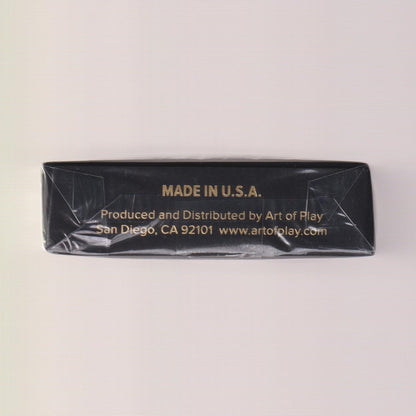 MADE IN U.S.A.
Produced and Distributed by Art of Play
San Diego, CA 92101 www.artofplay.com